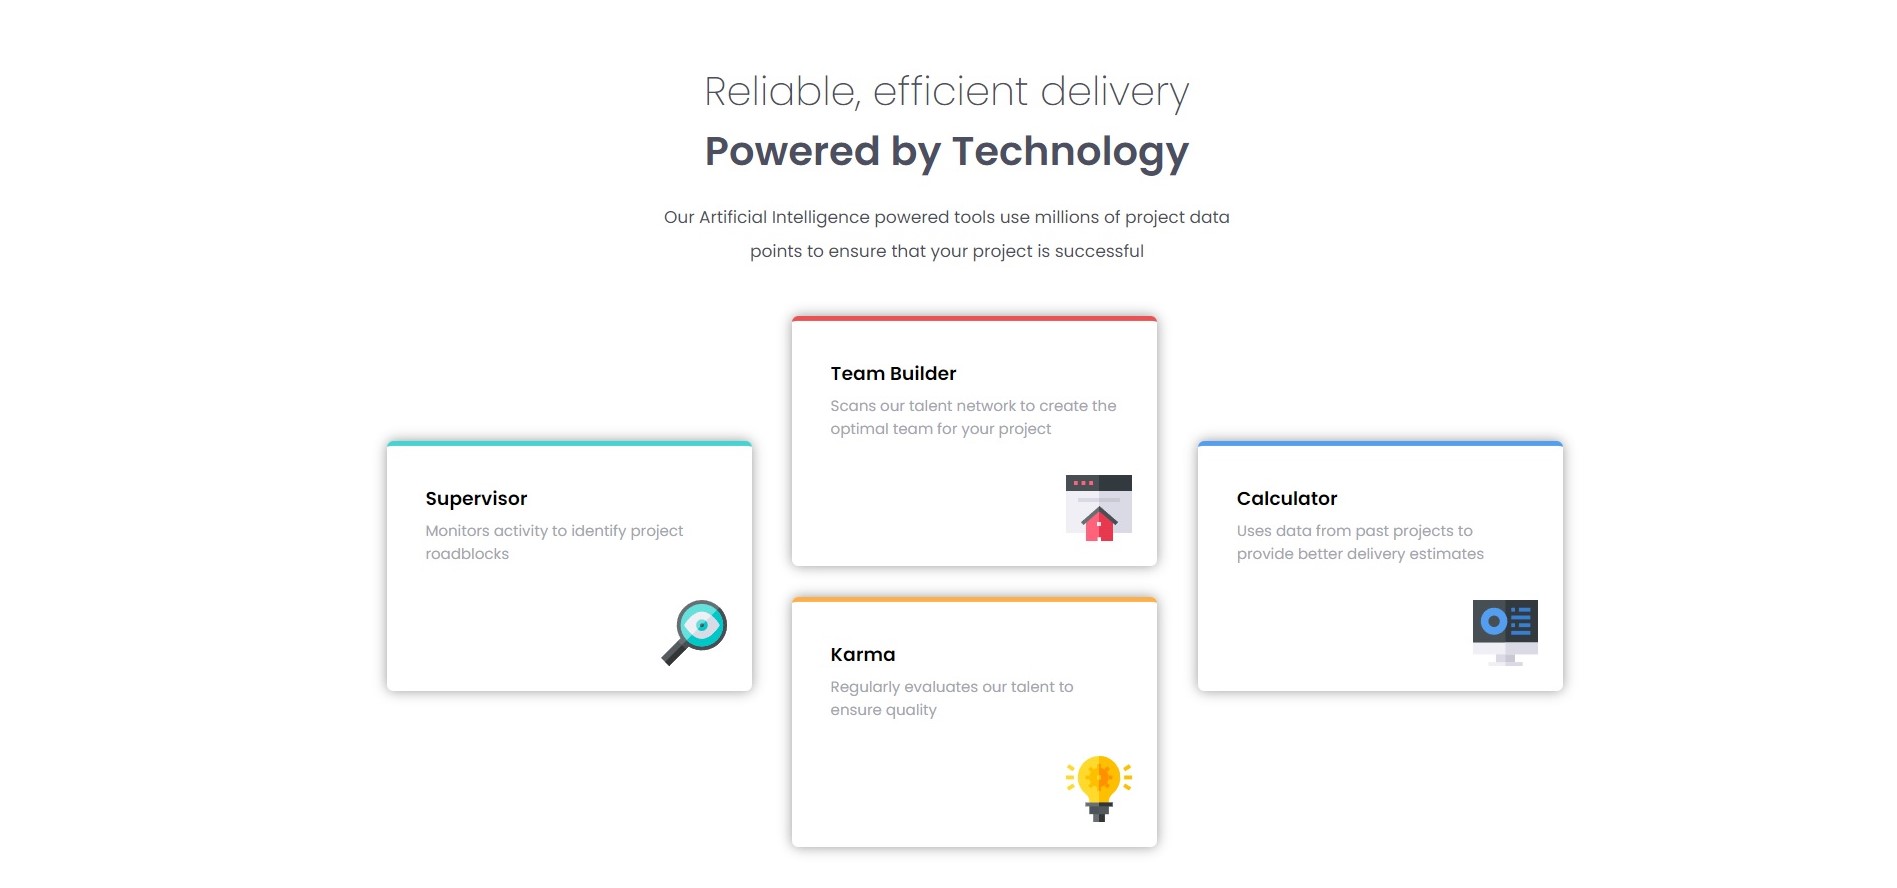 Reliable, efficient delivery
Powered by Technology
Our Artificial Intelligence powered tools use millions of project data
points to ensure that your project is successful
Team Builder
Scans our talent network to create the
optimal team for your project
Supervisor
Monitors activity to identify project
roadblocks
Calculator
Uses data from past projects to
provide better delivery estimates
Karma
Regularly evaluates our talent to
ensure quality